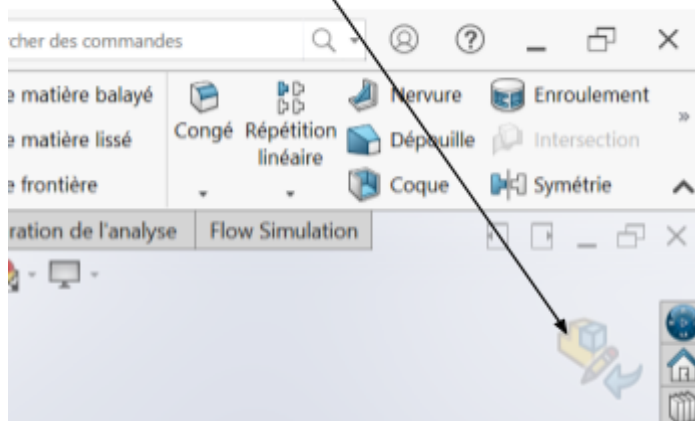 rcher des commandes
e matière balayé
Congé
Répétition linéaire
Nervure
Enroulement
e matière lissé
Dépouille
Intersection
e frontière
Coque
Symétrie
ration de l'analyse
Flow Simulation